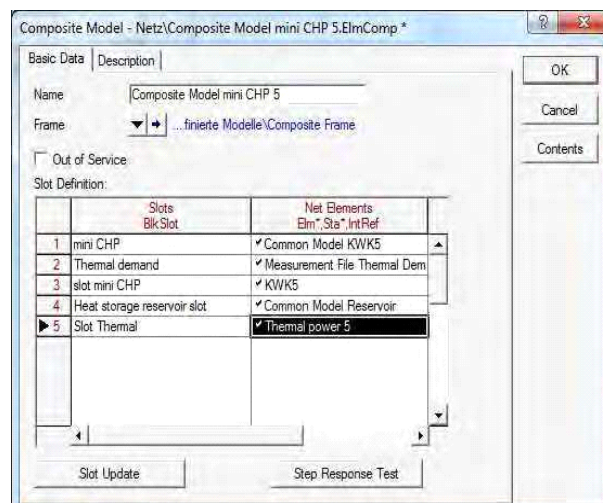 Composite Model - Netz\Composite Model mini CHP 5.ElmComp *
Basic Data Description
OK
Name Composite Model mini CHP 5
Cancel
Frame ...finierte Modelle\Composite Frame
Contents
Out of Service
Slot Definition:
Slots Net Elements
BlkSlot Elm*,Sta*,IntRef
1 mini CHP Common Model KWK5
2 Thermal demand Measurement File Thermal Dem
3 slot mini CHP KWK5
4 Heat storage reservoir slot Common Model Reservoir
5 Slot Thermal Thermal power 5
Slot Update Step Response Test